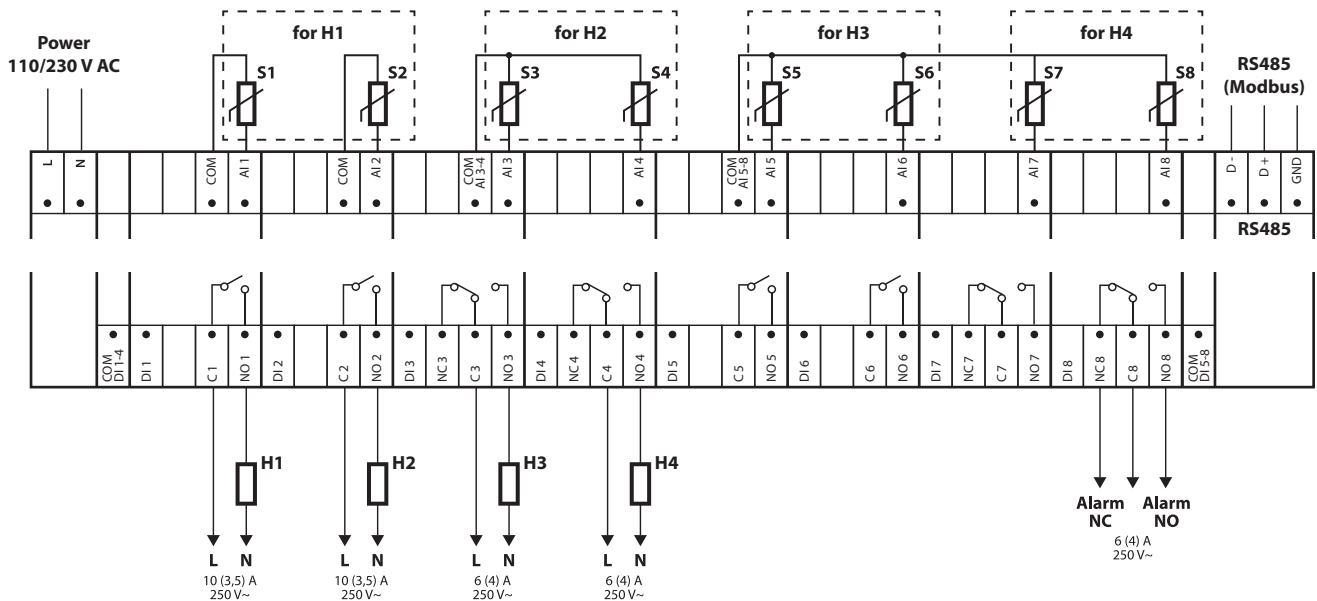 for H1
for H2
for H3
for H4
Power
110/230 V AC
S1
S2
S3
S4
S5
S6
S7
S8
RS485
(Modbus)
L
N
COM
AI 1
COM
AI 2
COM
AI 3-4
AI 3
AI 4
COM
AI 5-8
AI 5
AI 6
AI 7
AI 8
D -
D +
GND
RS485
COM
DI 1-4
DI 1
C 1
NO 1
DI 2
C 2
NO 2
DI 3
NC 3
C 3
NO 3
DI 4
NC 4
C 4
NO 4
DI 5
C 5
NO 5
DI 6
C 6
NO 6
DI 7
NC 7
C 7
NO 7
DI 8
NC 8
C 8
NO 8
COM
DI 5-8
H1
H2
H3
H4
L N
10 (3,5) A
250 V~
L N
10 (3,5) A
250 V~
L N
6 (4) A
250 V~
L N
6 (4) A
250 V~
Alarm
NC
Alarm
NO
6 (4) A
250 V~